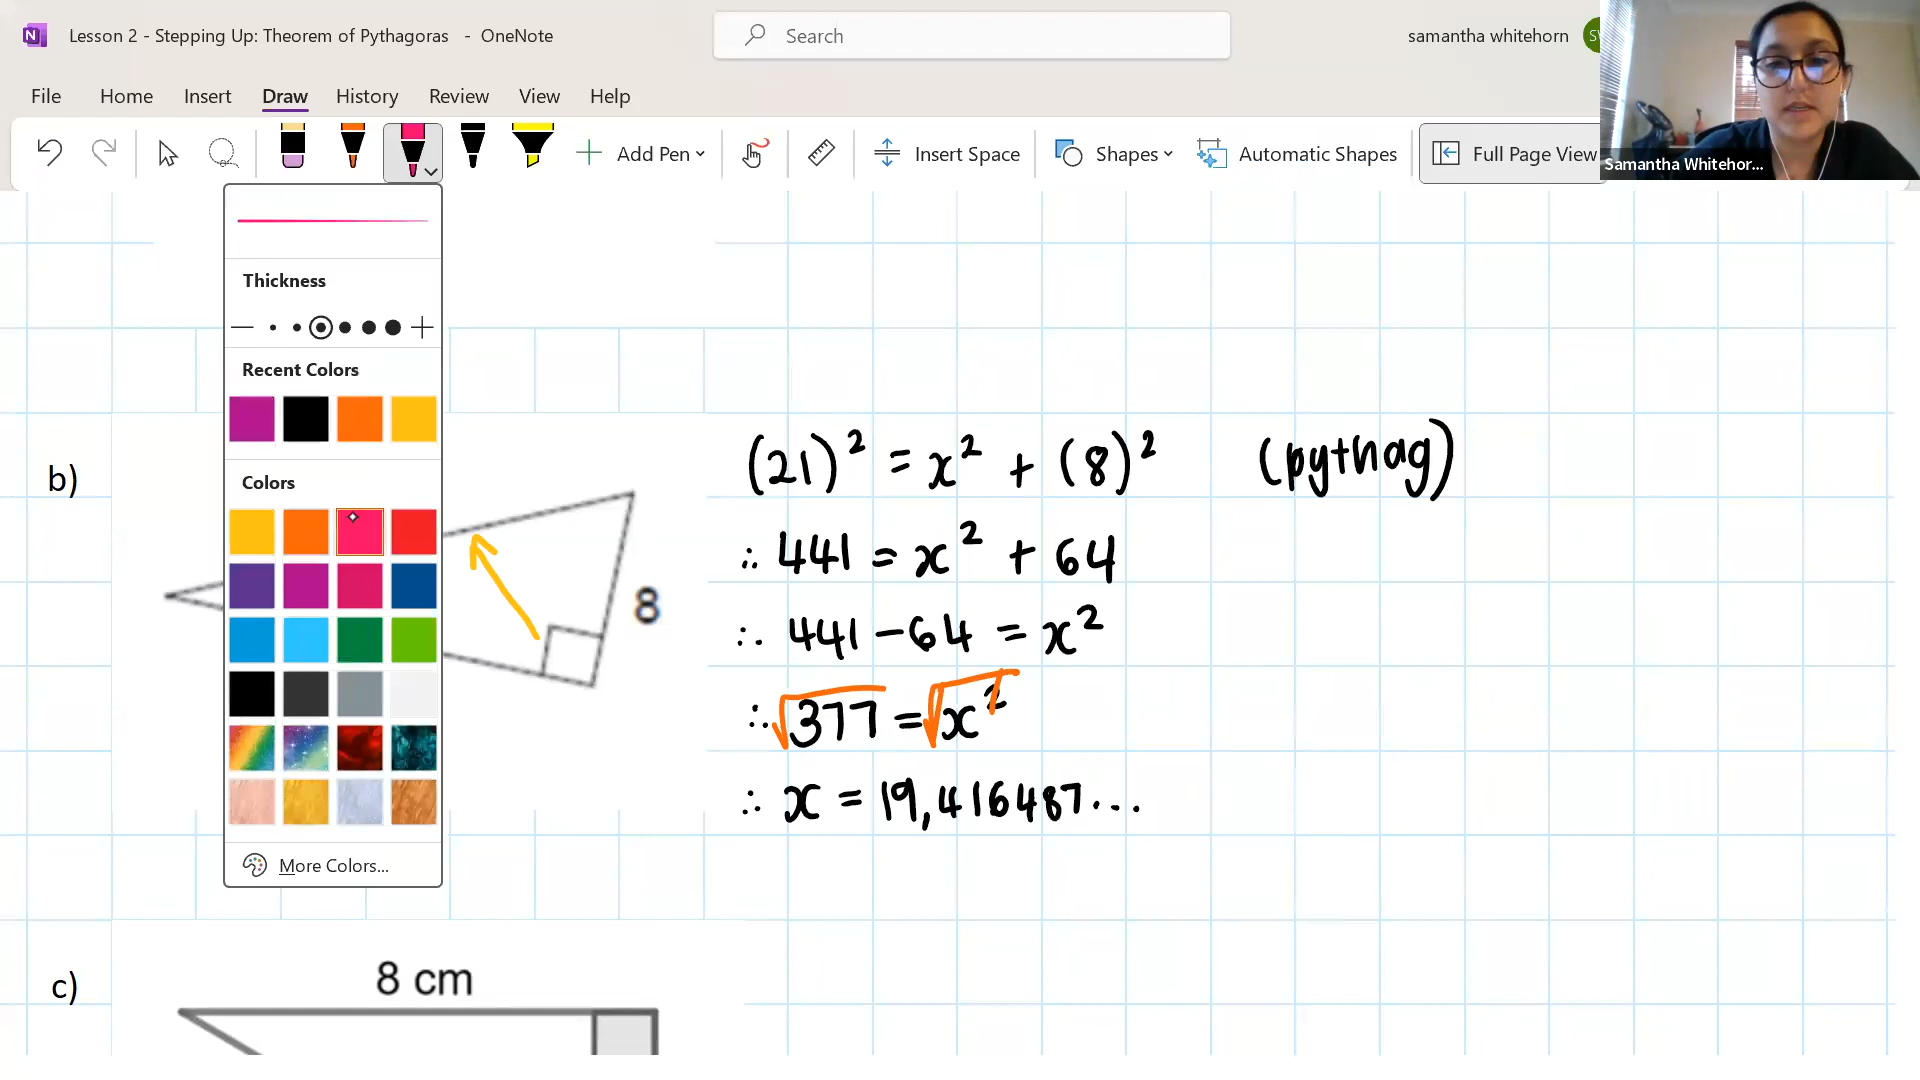 Lesson 2 - Stepping Up: Theorem of Pythagoras - OneNote
Search
samantha whitehorn
File Home Insert Draw History Review View Help
Add Pen
Insert Space
Shapes
Automatic Shapes
Full Page View
Samantha Whitehor...
Thickness
Recent Colors
Colors
More Colors...
b)
8
(21)² = x² + (8)² (pythag)
∴ 441 = x² + 64
∴ 441 - 64 = x²
∴ √377 = √x²
∴ x = 19,416487...
c)
8 cm